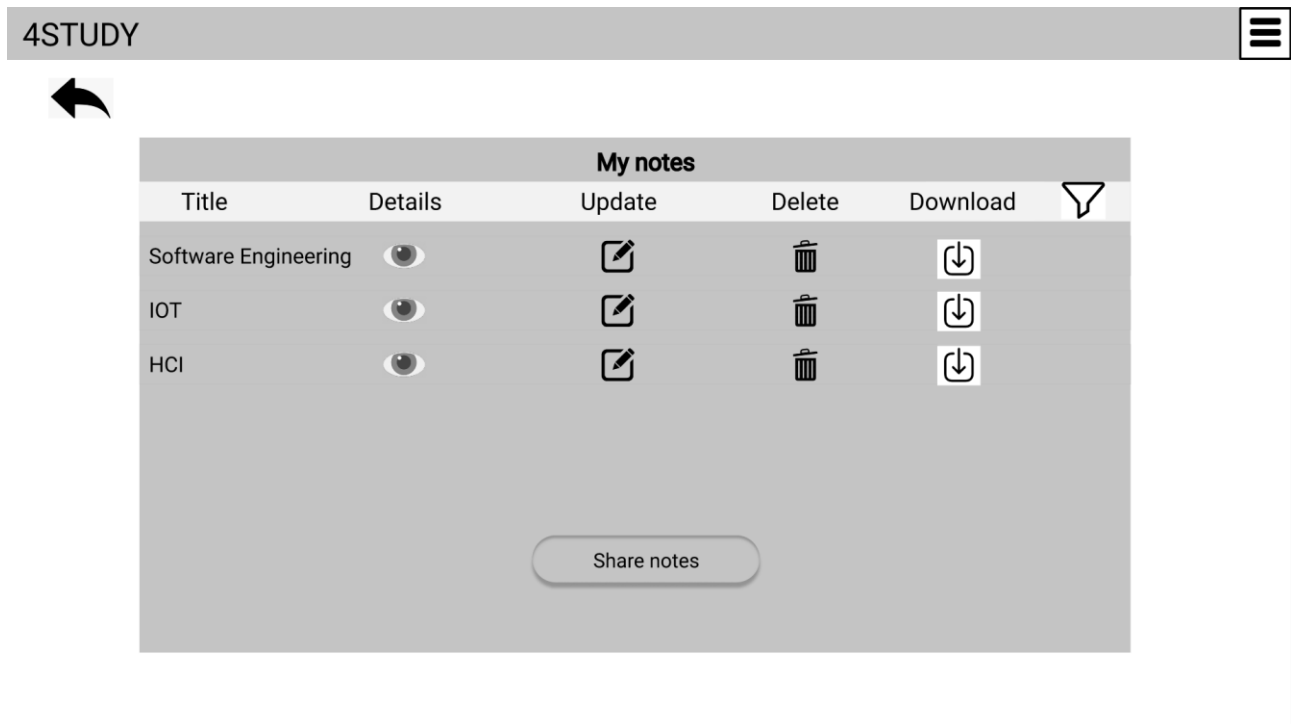 4STUDY
My notes
Title Details Update Delete Download
Software Engineering
IOT
HCI
Share notes